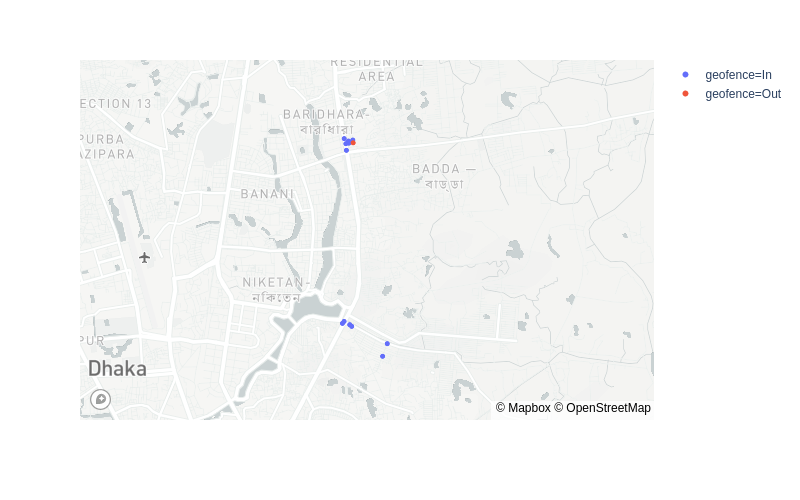 RESIDENTIAL
AREA
ECTION 13
BARIDHARA-
বারিধারা
PURBA
AZIPARA
BADDA —
বাড্ডা
BANANI
NIKETAN-
নিকেতন
PUR
Dhaka
© Mapbox © OpenStreetMap
geofence=In
geofence=Out